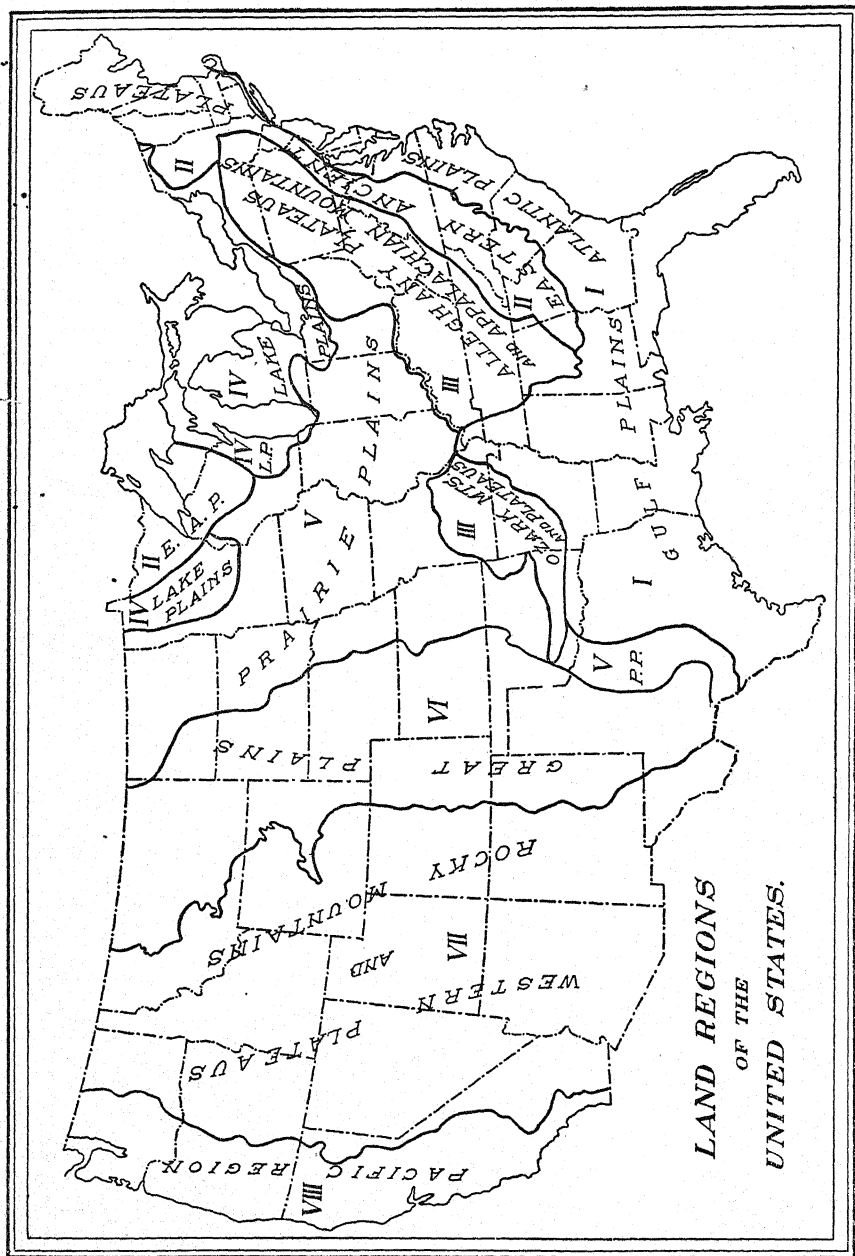 LAND REGIONS
OF THE
UNITED STATES.
VIII
PACIFIC REGION
PLATEAUS
MOUNTAINS
AND
VII
WESTERN
ROCKY
GREAT
PLAINS
VI
PRAIRIE
V
PLAINS
V
P.P.
IV
LAKE
PLAINS
II
E. A. P.
IV
L.P.
IV
LAKE
PLAINS
III
OZARK MTS.
AND PLATEAUS
III
ALLEGHANY PLATEAUS
AND APPALACHIAN MOUNTAINS
II
EASTERN ANCIENT
II
PLATEAUS
I
ATLANTIC PLAINS
I
GULF PLAINS